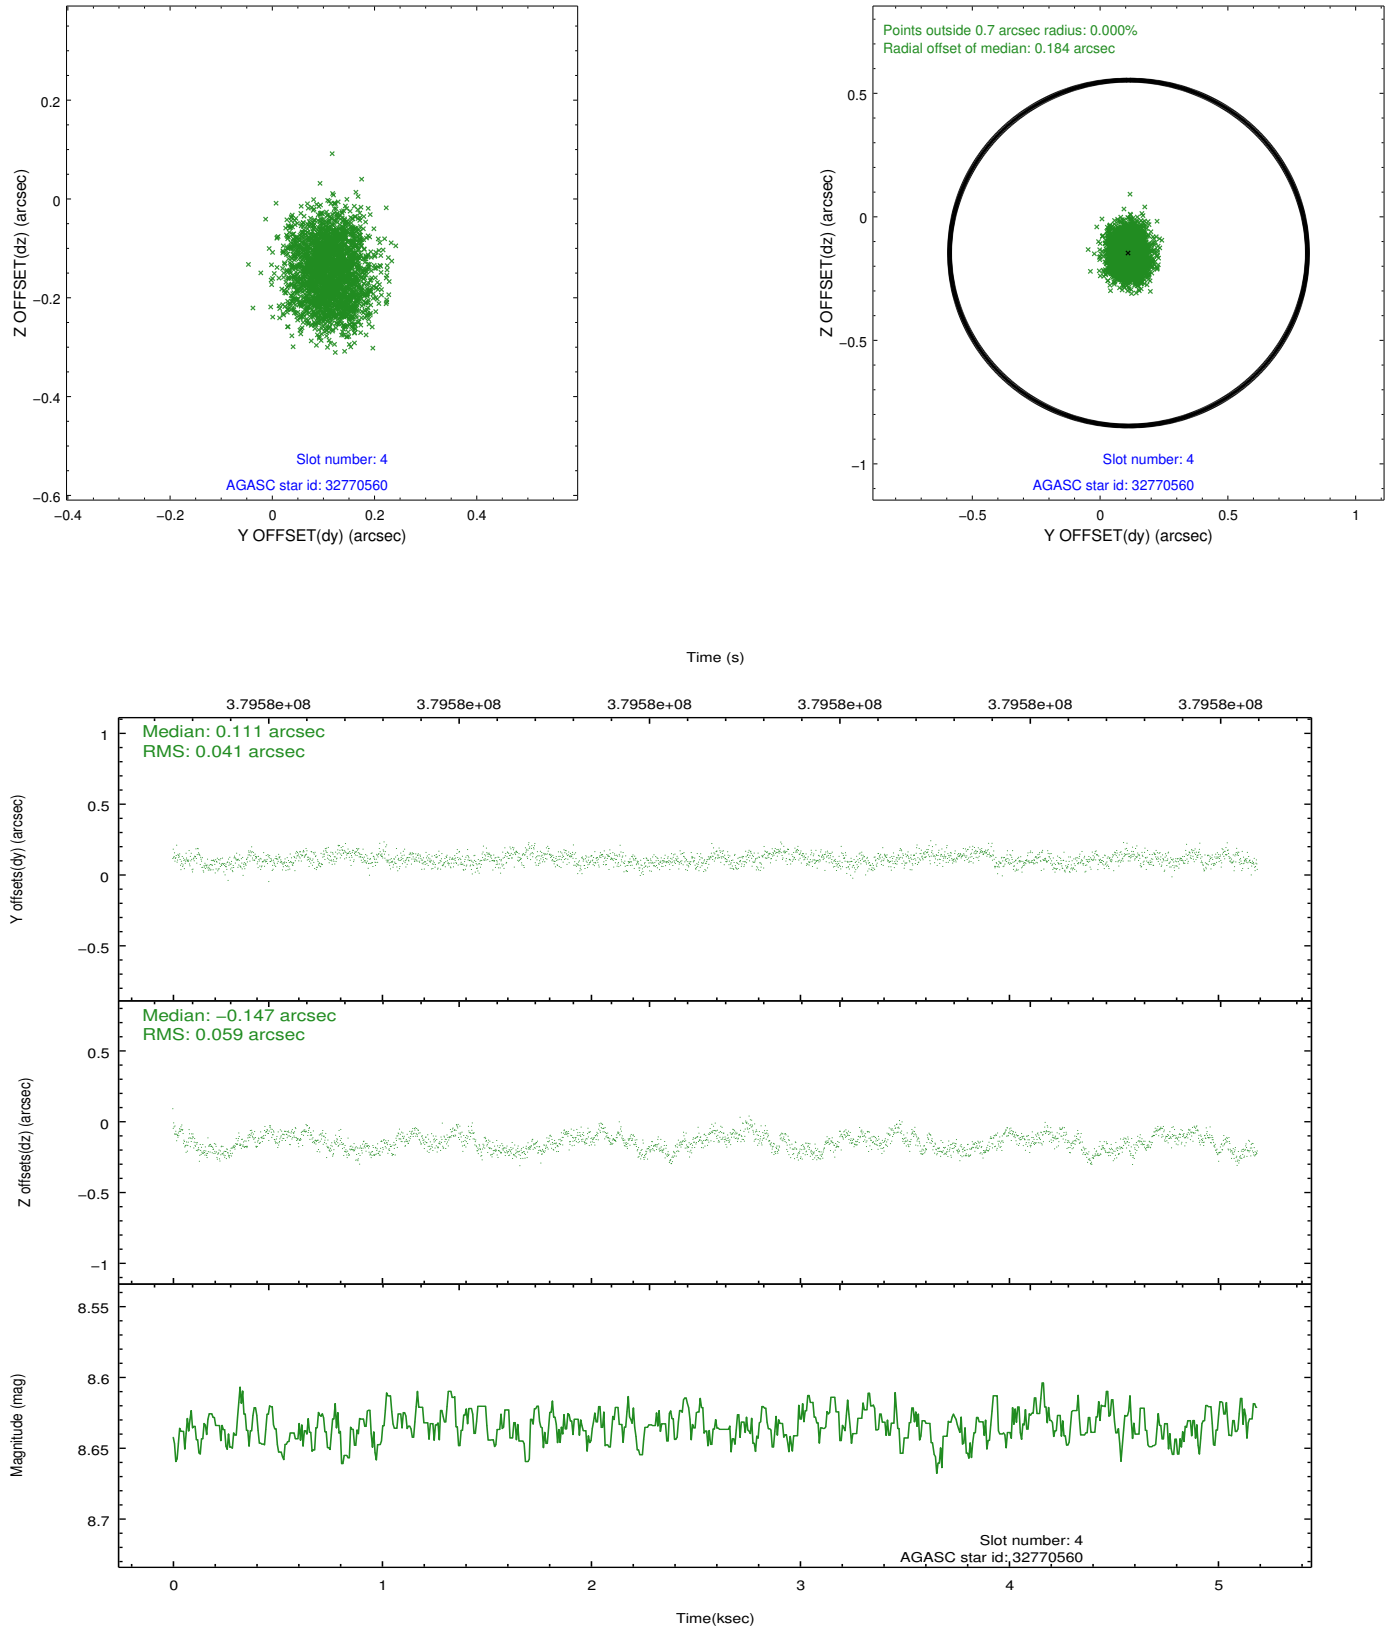 0.2
0
−0.2
−0.4
−0.6
Z OFFSET(dz) (arcsec)
Slot number: 4
AGASC star id: 32770560
−0.4 −0.2 0 0.2 0.4
Y OFFSET(dy) (arcsec)
Points outside 0.7 arcsec radius: 0.000%
Radial offset of median: 0.184 arcsec
0.5
0
−0.5
−1
Z OFFSET(dz) (arcsec)
Slot number: 4
AGASC star id: 32770560
−0.5 0 0.5 1
Y OFFSET(dy) (arcsec)
Time (s)
3.7958e+08 3.7958e+08 3.7958e+08 3.7958e+08 3.7958e+08 3.7958e+08
Median: 0.111 arcsec
RMS: 0.041 arcsec
1
0.5
0
−0.5
Y offsets(dy) (arcsec)
Median: −0.147 arcsec
RMS: 0.059 arcsec
0.5
0
−0.5
−1
Z offsets(dz) (arcsec)
8.55
8.6
8.65
8.7
Magnitude (mag)
Slot number: 4
AGASC star id: 32770560
0 1 2 3 4 5
Time(ksec)